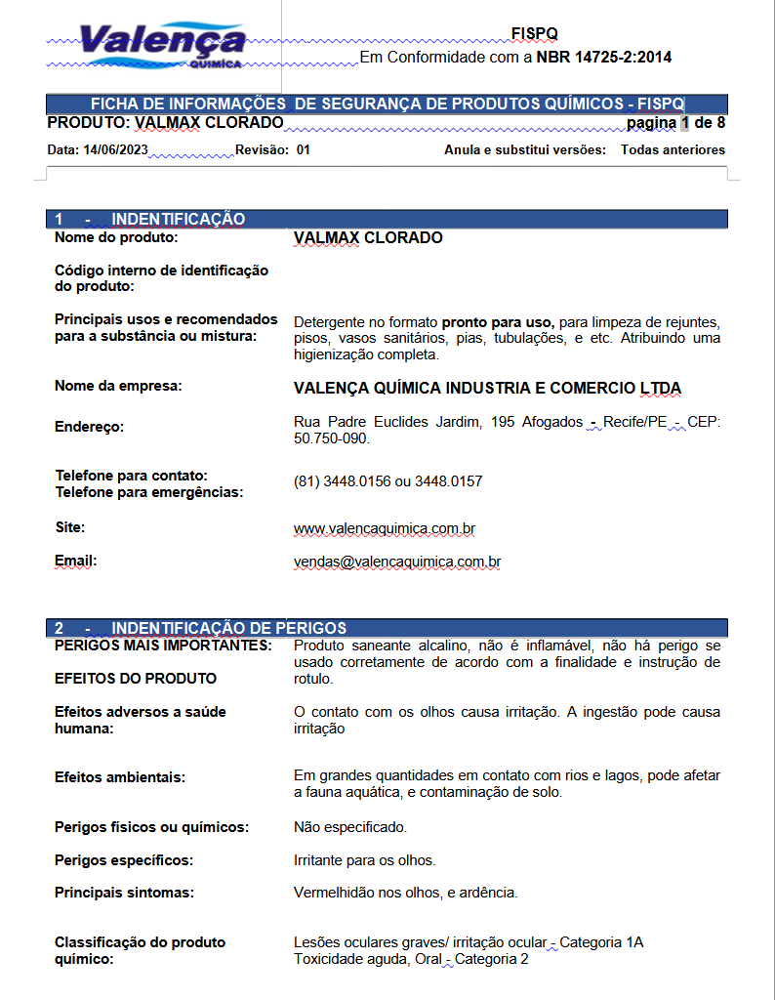 Valença
QUÍMICA
FISPQ
Em Conformidade com a NBR 14725-2:2014
FICHA DE INFORMAÇÕES DE SEGURANÇA DE PRODUTOS QUÍMICOS - FISPQ
PRODUTO: VALMAX CLORADO pagina 1 de 8
Data: 14/06/2023 Revisão: 01 Anula e substitui versões: Todas anteriores
1 - INDENTIFICAÇÃO
Nome do produto: VALMAX CLORADO
Código interno de identificação
do produto:
Principais usos e recomendados
para a substância ou mistura:
Detergente no formato pronto para uso, para limpeza de rejuntes,
pisos, vasos sanitários, pias, tubulações, e etc. Atribuindo uma
higienização completa.
Nome da empresa: VALENÇA QUÍMICA INDUSTRIA E COMERCIO LTDA
Endereço:
Rua Padre Euclides Jardim, 195 Afogados - Recife/PE - CEP:
50.750-090.
Telefone para contato:
Telefone para emergências:
(81) 3448.0156 ou 3448.0157
Site: www.valencaquimica.com.br
Email: vendas@valencaquimica.com.br
2 - INDENTIFICAÇÃO DE PERIGOS
PERIGOS MAIS IMPORTANTES:
Produto saneante alcalino, não é inflamável, não há perigo se
usado corretamente de acordo com a finalidade e instrução de
rotulo.
EFEITOS DO PRODUTO
Efeitos adversos a saúde
humana:
O contato com os olhos causa irritação. A ingestão pode causa
irritação
Efeitos ambientais:
Em grandes quantidades em contato com rios e lagos, pode afetar
a fauna aquática, e contaminação de solo.
Perigos físicos ou químicos: Não especificado.
Perigos específicos: Irritante para os olhos.
Principais sintomas: Vermelhidão nos olhos, e ardência.
Classificação do produto
químico:
Lesões oculares graves/ irritação ocular - Categoria 1A
Toxicidade aguda, Oral - Categoria 2